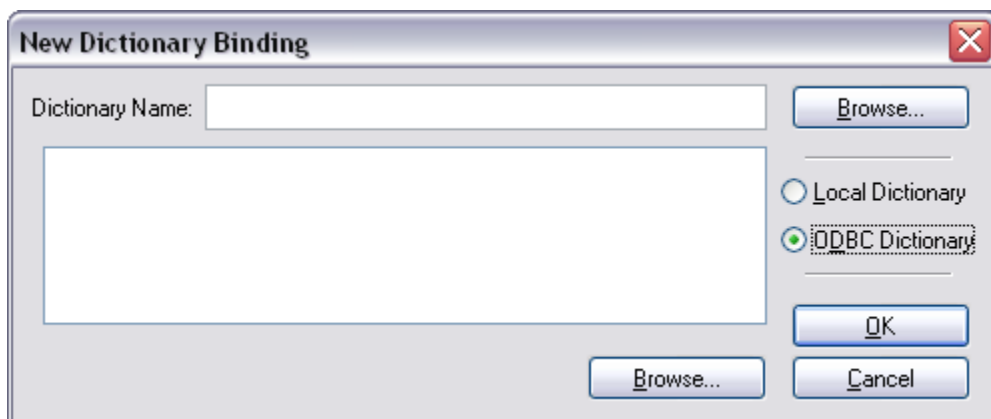 New Dictionary Binding
Dictionary Name:
Browse...
Local Dictionary
ODBC Dictionary
OK
Browse...
Cancel